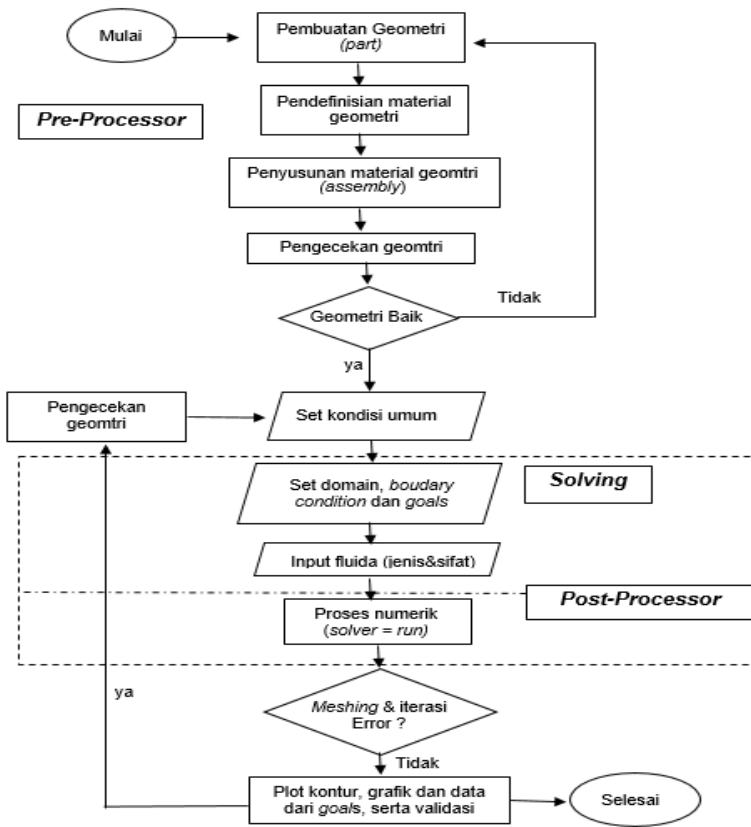 Mulai
Pembuatan Geometri
(part)
Pre-Processor
Pendefinisian material
geometri
Penyusunan material geomtri
(assembly)
Pengecekan geomtri
Geometri Baik
Tidak
ya
Pengecekan
geomtri
Set kondisi umum
Set domain, boudary
condition dan goals
Solving
Input fluida (jenis&sifat)
Post-Processor
Proses numerik
(solver = run)
ya
Meshing & iterasi
Error ?
Tidak
Plot kontur, grafik dan data
dari goals, serta validasi
Selesai